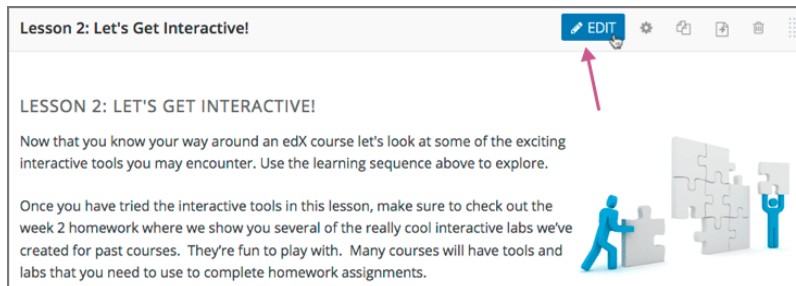 Lesson 2: Let's Get Interactive!
EDIT
LESSON 2: LET'S GET INTERACTIVE!
Now that you know your way around an edX course let's look at some of the exciting
interactive tools you may encounter. Use the learning sequence above to explore.
Once you have tried the interactive tools in this lesson, make sure to check out the
week 2 homework where we show you several of the really cool interactive labs we've
created for past courses.  They're fun to play with.  Many courses will have tools and
labs that you need to use to complete homework assignments.